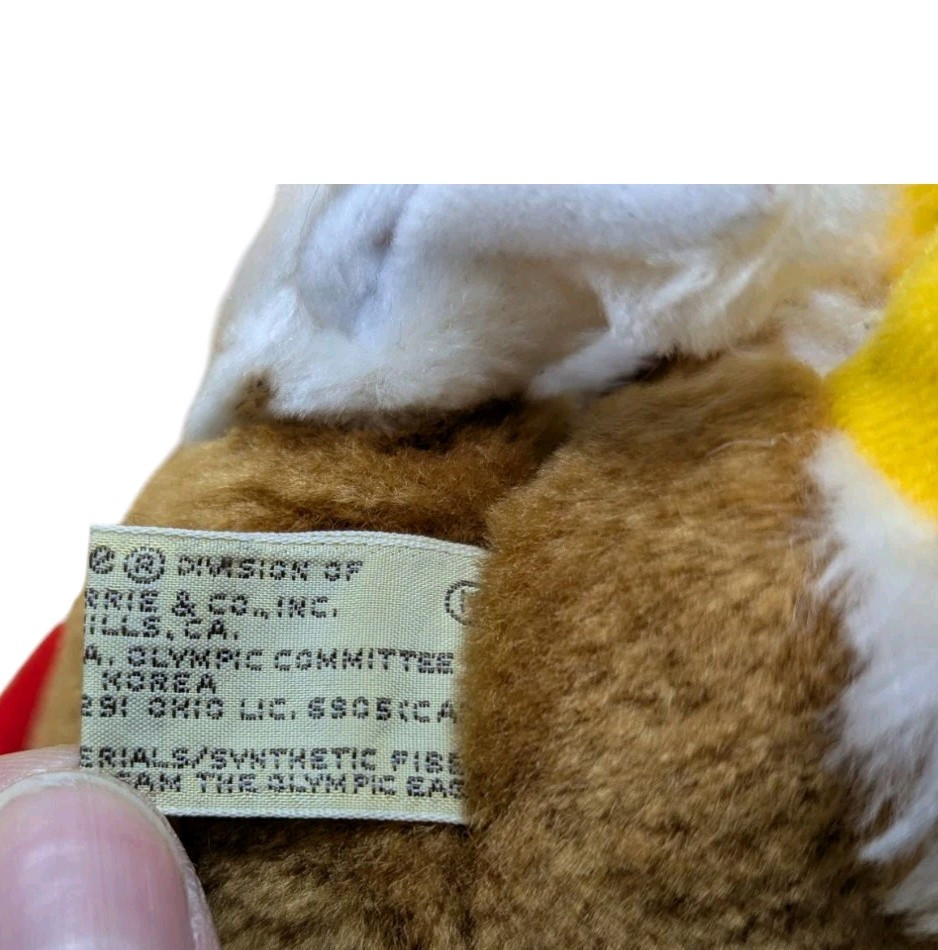 ® DIVISION OF
RRIE & CO., INC.
ILLS, CA.
A. OLYMPIC COMMITTEE
KOREA
291 OHIO LIC. 6905(CA
ERIALS/SYNTHETIC FIBE
EAM THE OLYMPIC EAG